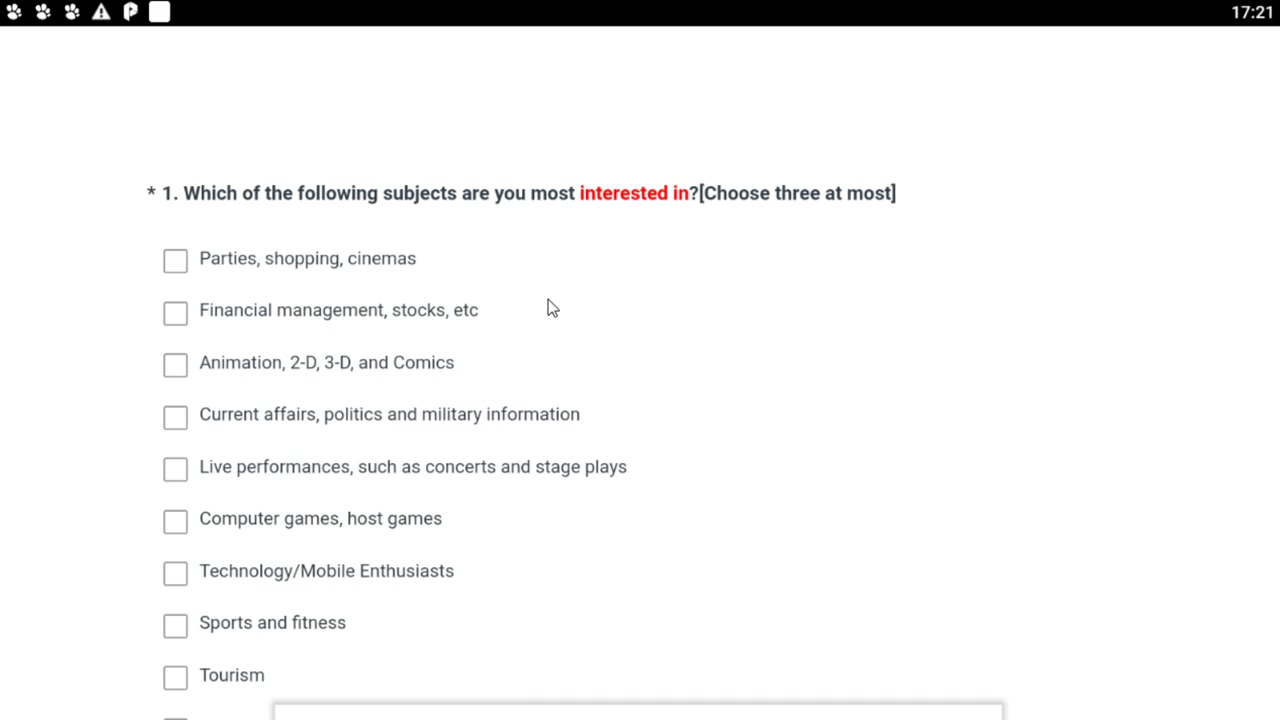 17:21
* 1. Which of the following subjects are you most interested in?[Choose three at most]
Parties, shopping, cinemas
Financial management, stocks, etc
Animation, 2-D, 3-D, and Comics
Current affairs, politics and military information
Live performances, such as concerts and stage plays
Computer games, host games
Technology/Mobile Enthusiasts
Sports and fitness
Tourism